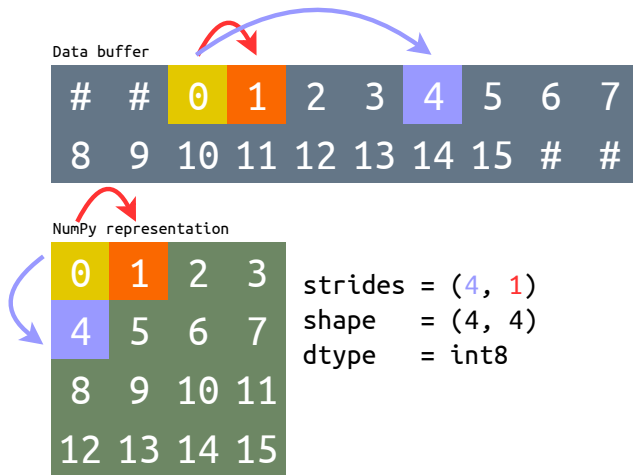 Data buffer
# # 0 1 2 3 4 5 6 7
8 9 10 11 12 13 14 15 # #
NumPy representation
0 1 2 3
4 5 6 7
8 9 10 11
12 13 14 15
strides = (4, 1)
shape = (4, 4)
dtype = int8